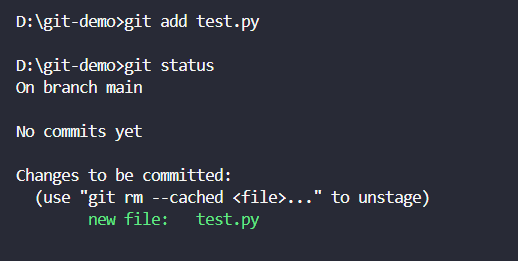 D:\git-demo>git add test.py
D:\git-demo>git status
On branch main
No commits yet
Changes to be committed:
  (use "git rm --cached <file>..." to unstage)
        new file:   test.py